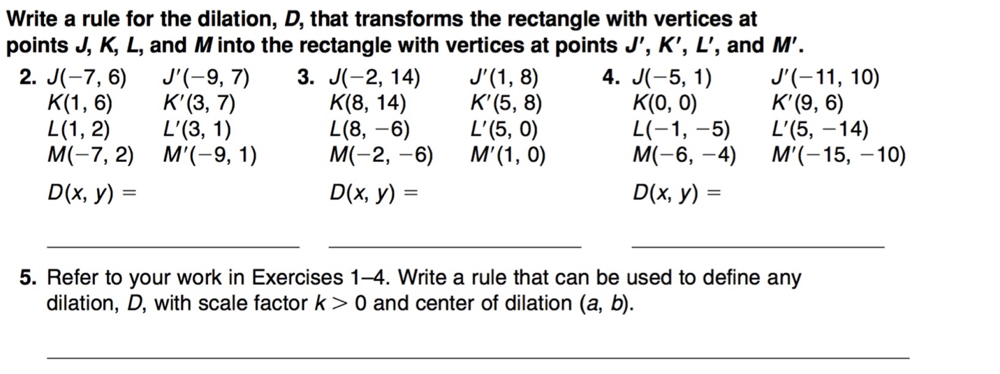 Write a rule for the dilation, D, that transforms the rectangle with vertices at
points J, K, L, and M into the rectangle with vertices at points J′, K′, L′, and M′.
2. J(−7, 6) J′(−9, 7) 3. J(−2, 14) J′(1, 8) 4. J(−5, 1) J′(−11, 10)
K(1, 6) K′(3, 7) K(8, 14) K′(5, 8) K(0, 0) K′(9, 6)
L(1, 2) L′(3, 1) L(8, −6) L′(5, 0) L(−1, −5) L′(5, −14)
M(−7, 2) M′(−9, 1) M(−2, −6) M′(1, 0) M(−6, −4) M′(−15, −10)
D(x, y) = D(x, y) = D(x, y) =
5. Refer to your work in Exercises 1–4. Write a rule that can be used to define any
dilation, D, with scale factor k > 0 and center of dilation (a, b).